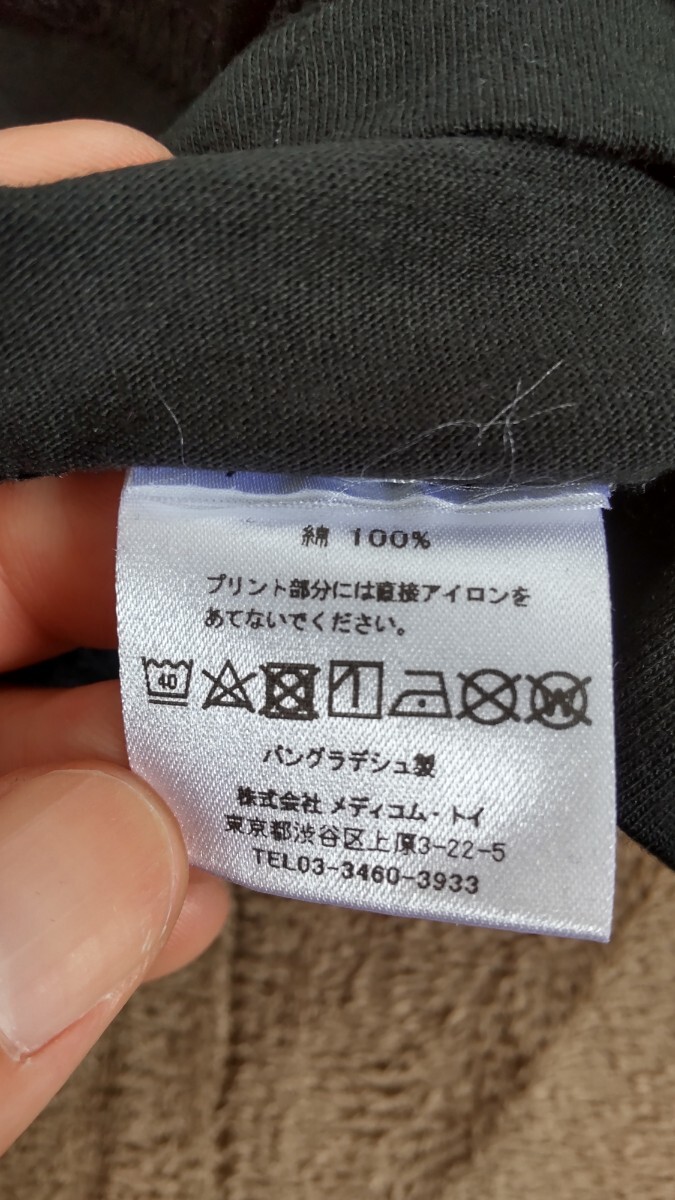 綿 100%
プリント部分には直接アイロンを
あてないでください。
40
W
バングラデシュ製
株式会社 メディコム・トイ
東京都渋谷区上原3-22-5
TEL03-3460-3933